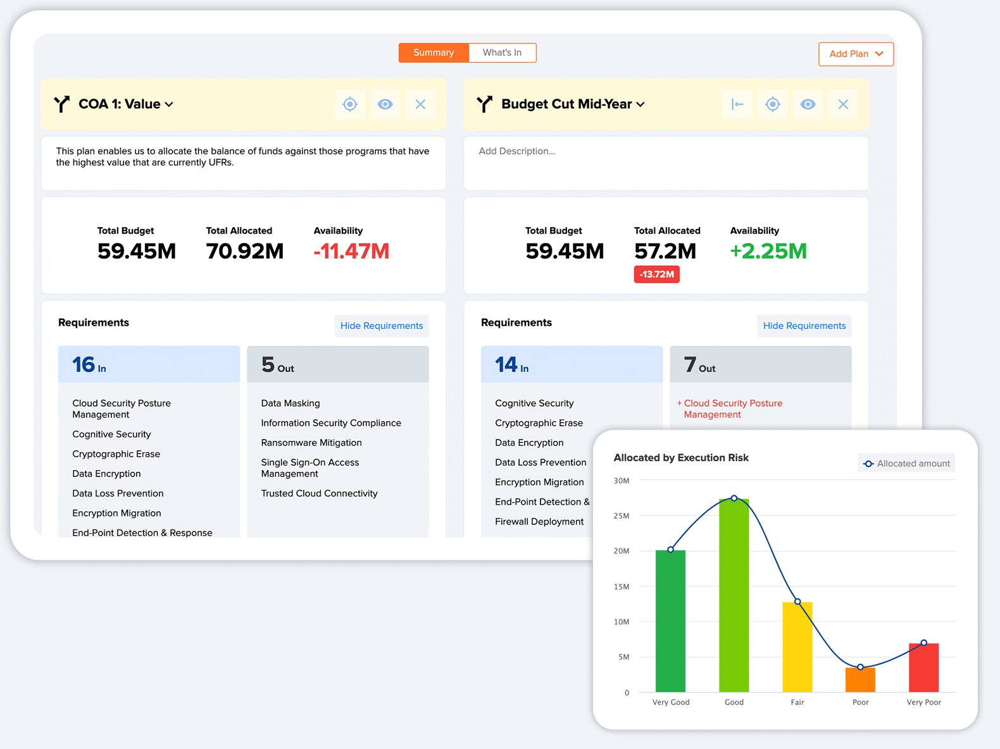 Summary
What's In
Add Plan
COA 1: Value
This plan enables us to allocate the balance of funds against those programs that have
the highest value that are currently UFRs.
Total Budget
59.45M
Total Allocated
70.92M
Availability
-11.47M
Requirements
Hide Requirements
16 In
Cloud Security Posture
Management
Cognitive Security
Cryptographic Erase
Data Encryption
Data Loss Prevention
Encryption Migration
End-Point Detection & Response
5 Out
Data Masking
Information Security Compliance
Ransomware Mitigation
Single Sign-On Access
Management
Trusted Cloud Connectivity
Budget Cut Mid-Year
Add Description...
Total Budget
59.45M
Total Allocated
57.2M
-13.72M
Availability
+2.25M
Requirements
Hide Requirements
14 In
Cognitive Security
Cryptographic Erase
Data Encryption
Data Loss Prevention
Encryption Migration
End-Point Detection &
Firewall Deployment
7 Out
+ Cloud Security Posture
Management
Allocated by Execution Risk
Allocated amount
30M
25M
20M
15M
10M
5M
0
Very Good
Good
Fair
Poor
Very Poor